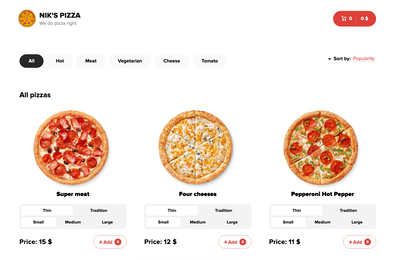 NIK'S PIZZA
We do pizza right
0 0 $
All Hot Meat Vegetarian Cheese Tomato
Sort by: Popularity
All pizzas
Super meat Four cheeses Pepperoni Hot Pepper
Thin Tradition Thin Tradition Thin Tradition
Small Medium Large Small Medium Large Small Medium Large
Price: 15 $ + Add 0 Price: 12 $ + Add 0 Price: 11 $ + Add 0